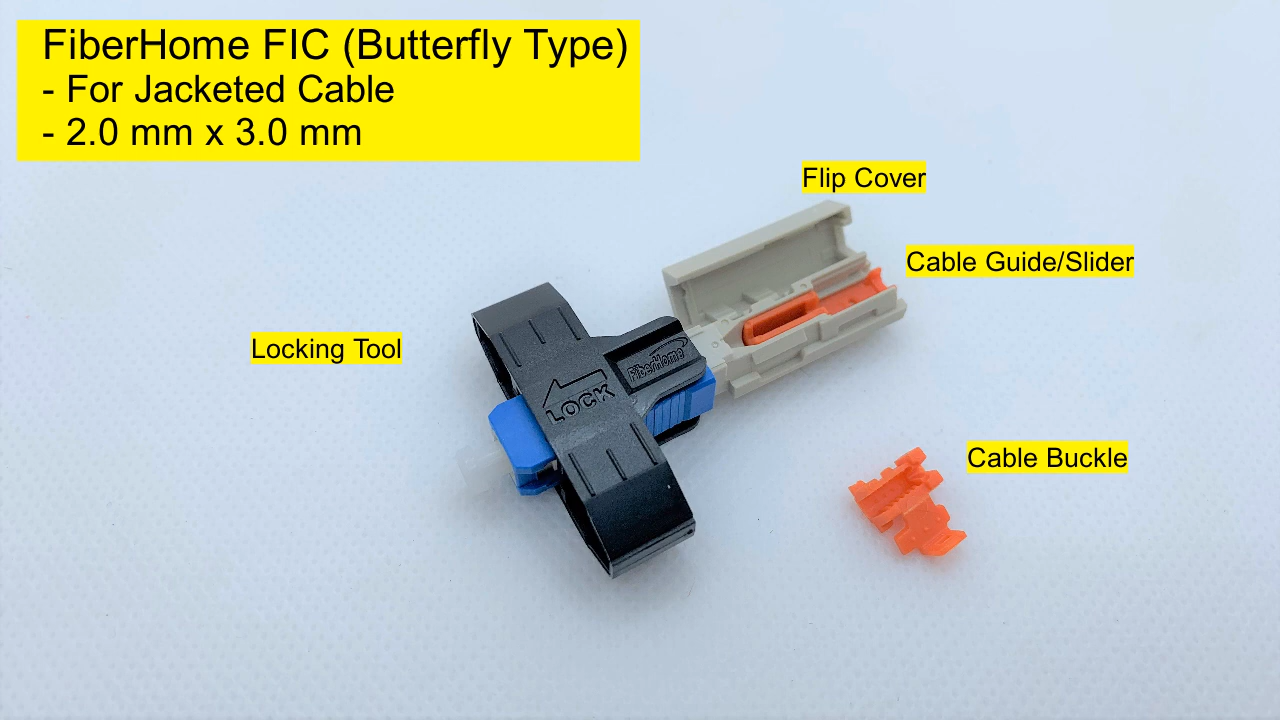 FiberHome FIC (Butterfly Type)
- For Jacketed Cable
- 2.0 mm x 3.0 mm
Flip Cover
Cable Guide/Slider
Locking Tool
FiberHome
LOCK
Cable Buckle